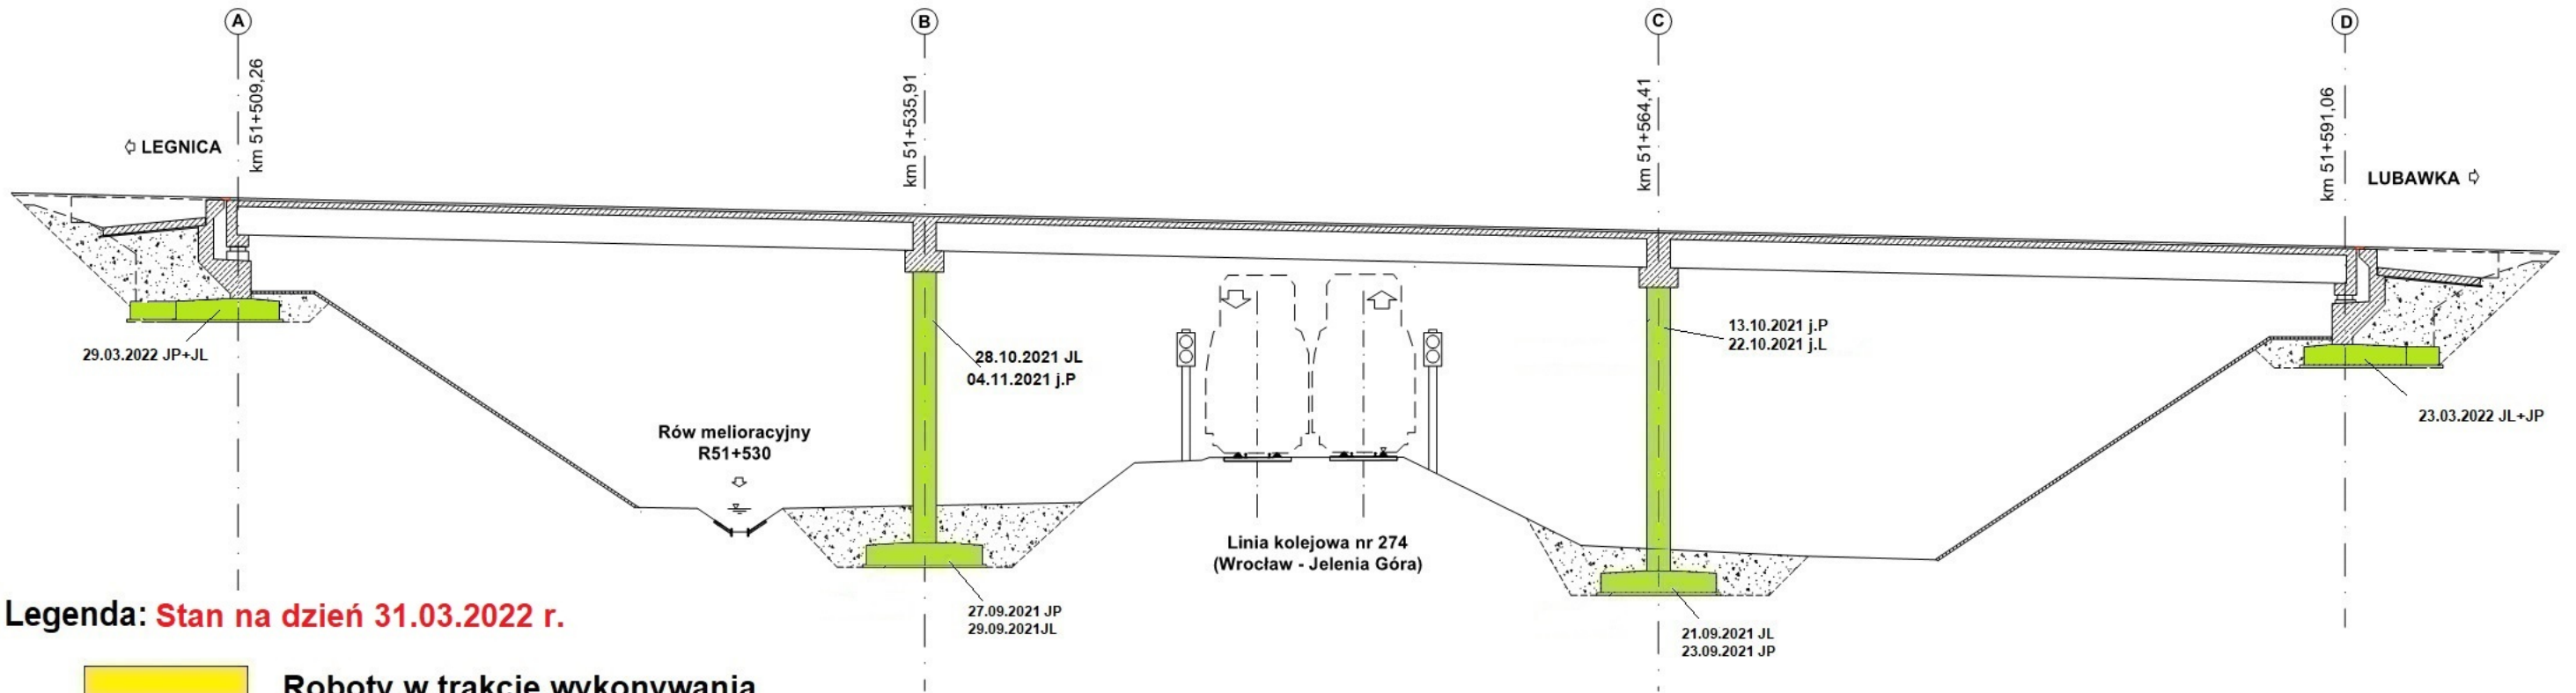 A
B
C
D
km 51+509,26
km 51+535,91
km 51+564,41
km 51+591,06
⇦ LEGNICA
LUBAWKA ⇨
29.03.2022 JP+JL
28.10.2021 JL
04.11.2021 j.P
13.10.2021 j.P
22.10.2021 j.L
23.03.2022 JL+JP
Rów melioracyjny
R51+530
Linia kolejowa nr 274
(Wrocław - Jelenia Góra)
27.09.2021 JP
29.09.2021JL
21.09.2021 JL
23.09.2021 JP
Legenda: Stan na dzień 31.03.2022 r.
Roboty w trakcie wykonywania